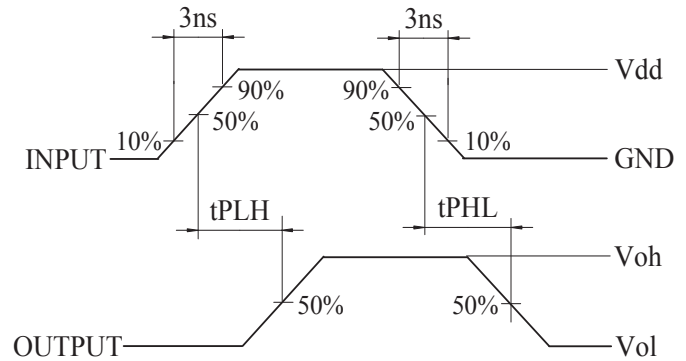 3ns
3ns
Vdd
90%
90%
50%
50%
10%
10%
INPUT
GND
tPLH
tPHL
Voh
50%
50%
OUTPUT
Vol